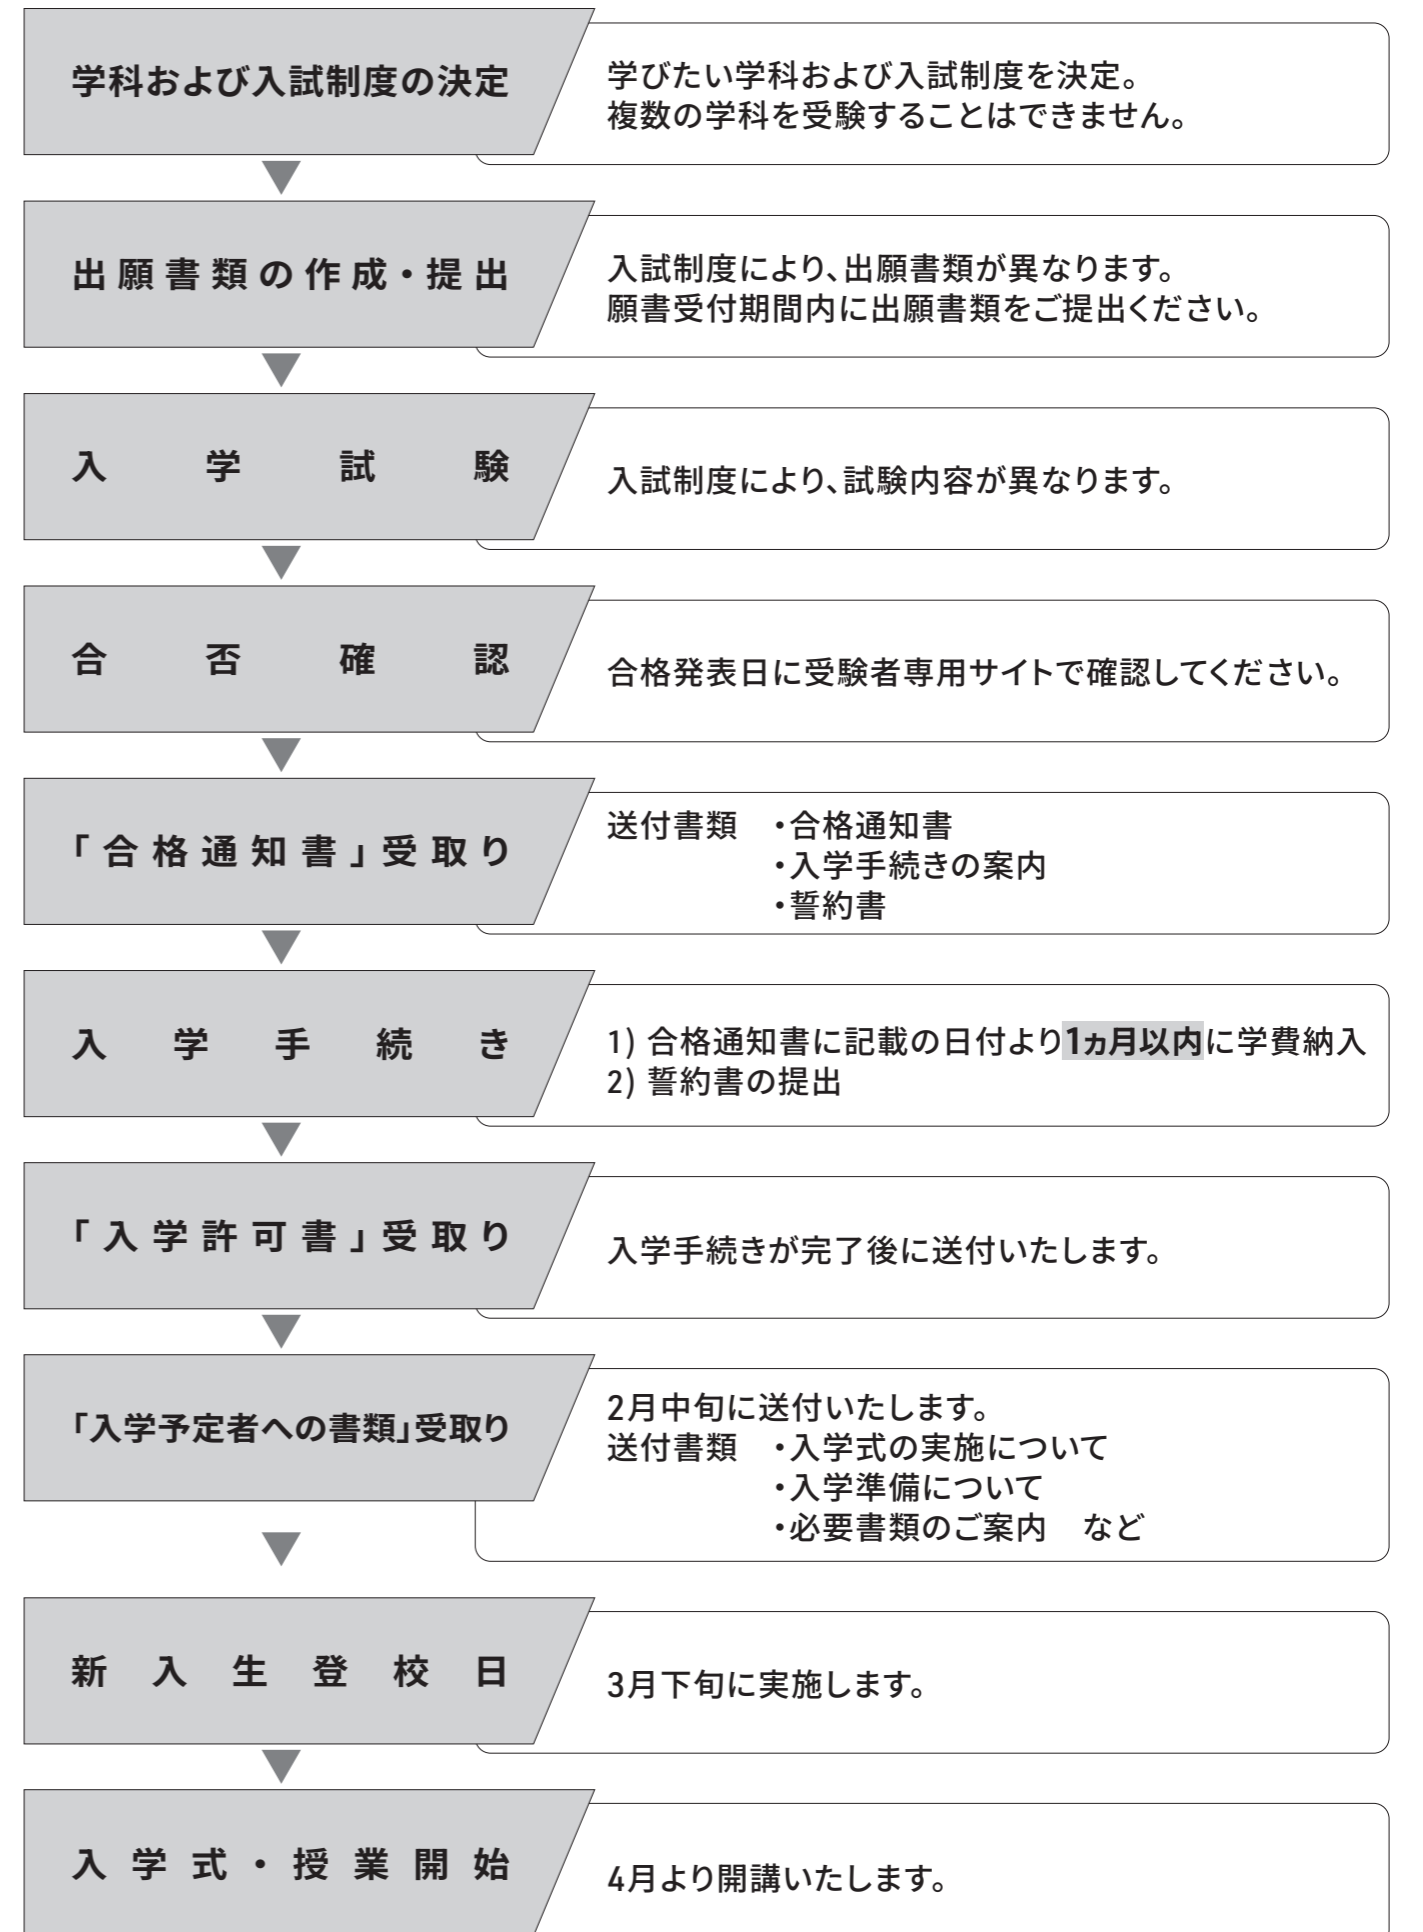 学科および入試制度の決定
学びたい学科および入試制度を決定。
複数の学科を受験することはできません。
出願書類の作成・提出
入試制度により、出願書類が異なります。
願書受付期間内に出願書類をご提出ください。
入学試験
入試制度により、試験内容が異なります。
合否確認
合格発表日に受験者専用サイトで確認してください。
「合格通知書」受取り
送付書類　・合格通知書
・入学手続きの案内
・誓約書
入学手続き
1) 合格通知書に記載の日付より1ヵ月以内に学費納入
2) 誓約書の提出
「入学許可書」受取り
入学手続きが完了後に送付いたします。
「入学予定者への書類」受取り
2月中旬に送付いたします。
送付書類　・入学式の実施について
・入学準備について
・必要書類のご案内　など
新入生登校日
3月下旬に実施します。
入学式・授業開始
4月より開講いたします。